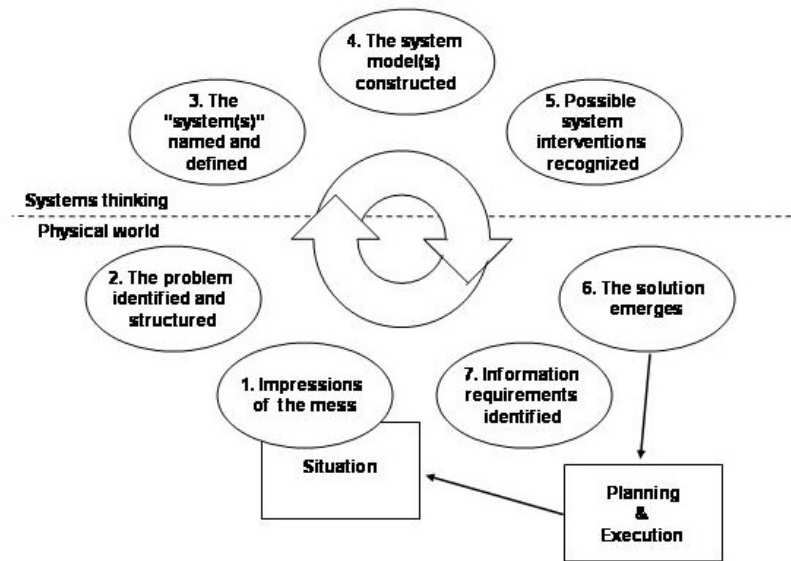 4. The system
model(s)
constructed
3. The
"system(s)"
named and
defined
5. Possible
system
interventions
recognized
Systems thinking
Physical world
2. The problem
identified and
structured
6. The solution
emerges
1. Impressions
of the mess
7. Information
requirements
identified
Situation
Planning
&
Execution